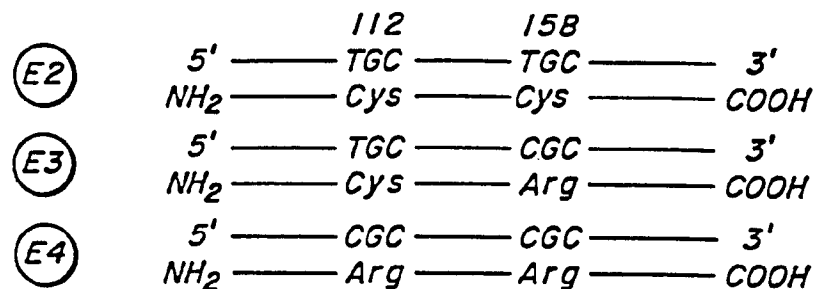 112 158
E2 5' TGC TGC 3'
NH2 Cys Cys COOH
E3 5' TGC CGC 3'
NH2 Cys Arg COOH
E4 5' CGC CGC 3'
NH2 Arg Arg COOH